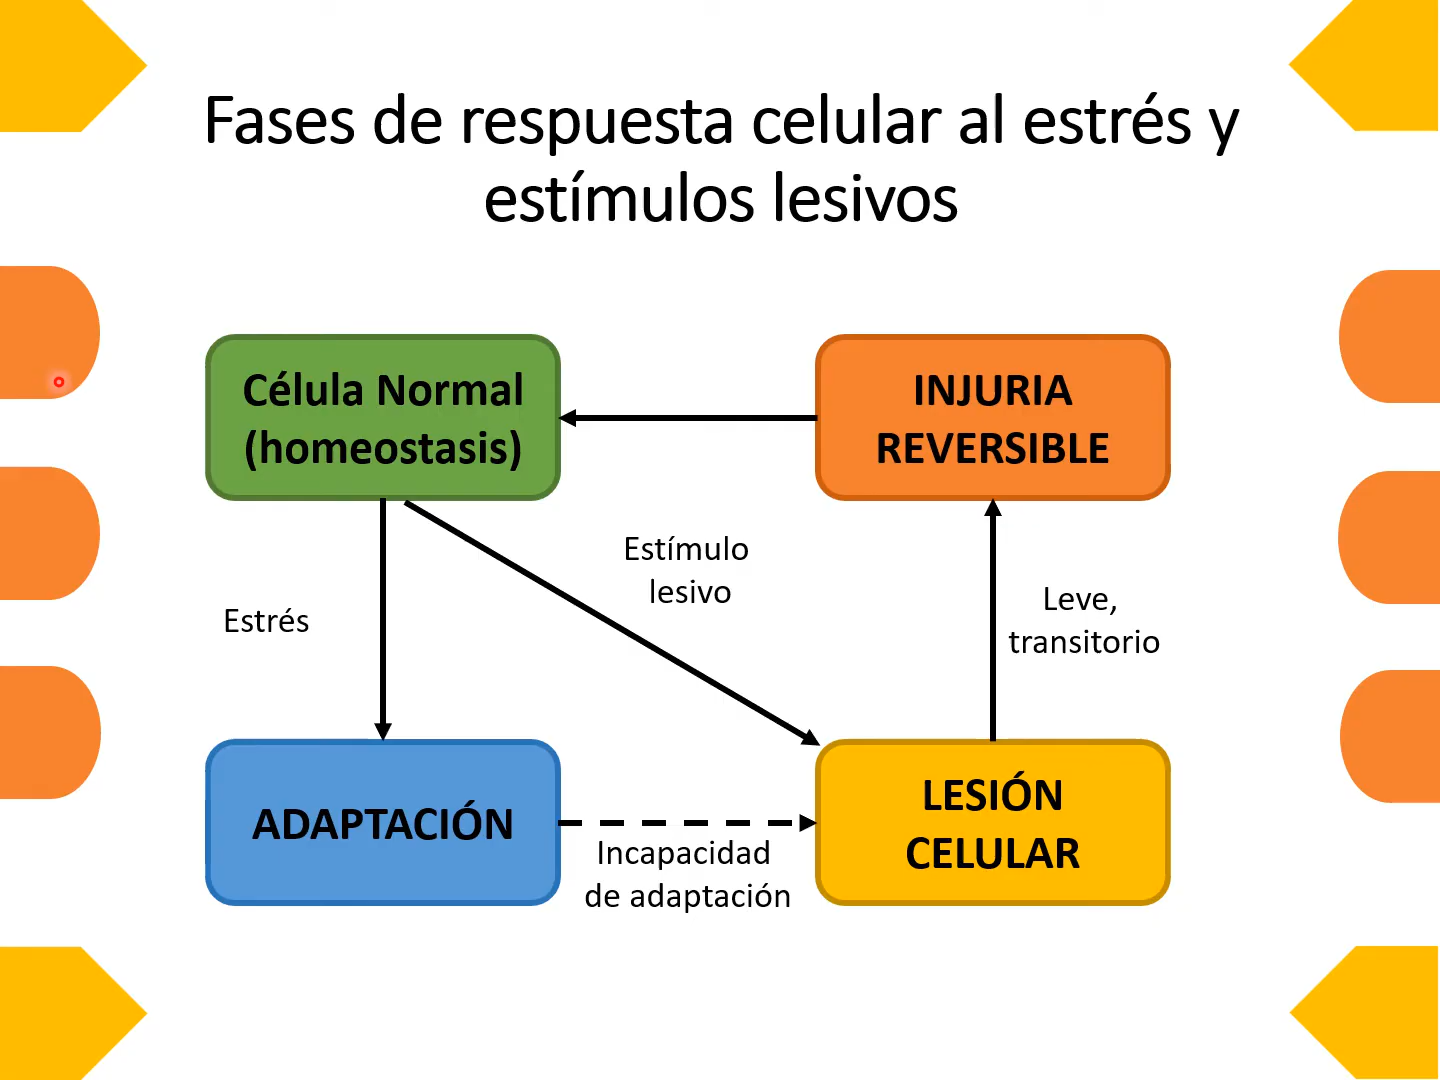 Fases de respuesta celular al estrés y
estímulos lesivos
Célula Normal
(homeostasis)
INJURIA
REVERSIBLE
Estímulo
lesivo
Estrés
Leve,
transitorio
ADAPTACIÓN
Incapacidad
de adaptación
LESIÓN
CELULAR